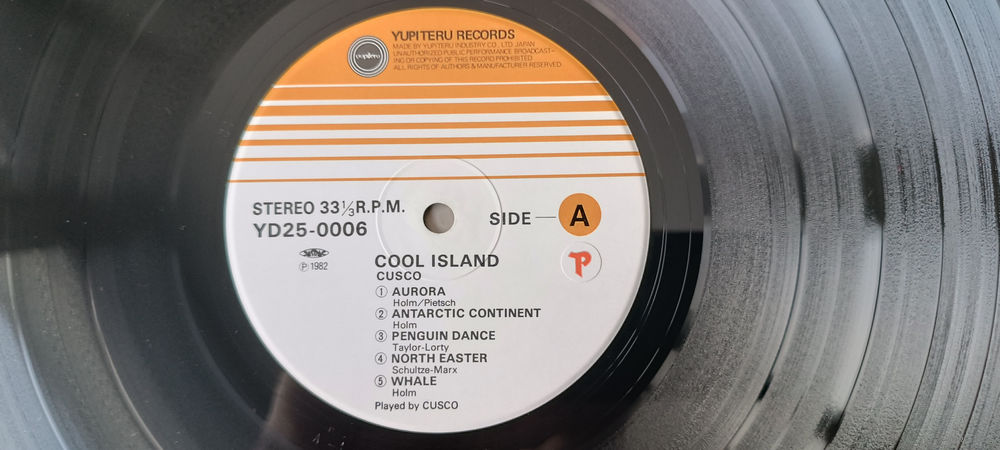 YUPITERU RECORDS
yupiteru
MADE BY YUPITERU INDUSTRY CO., LTD. JAPAN
UNAUTHORIZED PUBLIC PERFORMANCE BROADCAST-
ING OR COPYING OF THIS RECORD PROHIBITED
ALL RIGHTS OF AUTHORS & MANUFACTURER RESERVED
STEREO 33⅓R.P.M.
YD25-0006
SIDE — A
Ⓟ1982
P
COOL ISLAND
CUSCO
① AURORA
Holm/Pietsch
② ANTARCTIC CONTINENT
Holm
③ PENGUIN DANCE
Taylor-Lorty
④ NORTH EASTER
Schultze-Marx
⑤ WHALE
Holm
Played by CUSCO